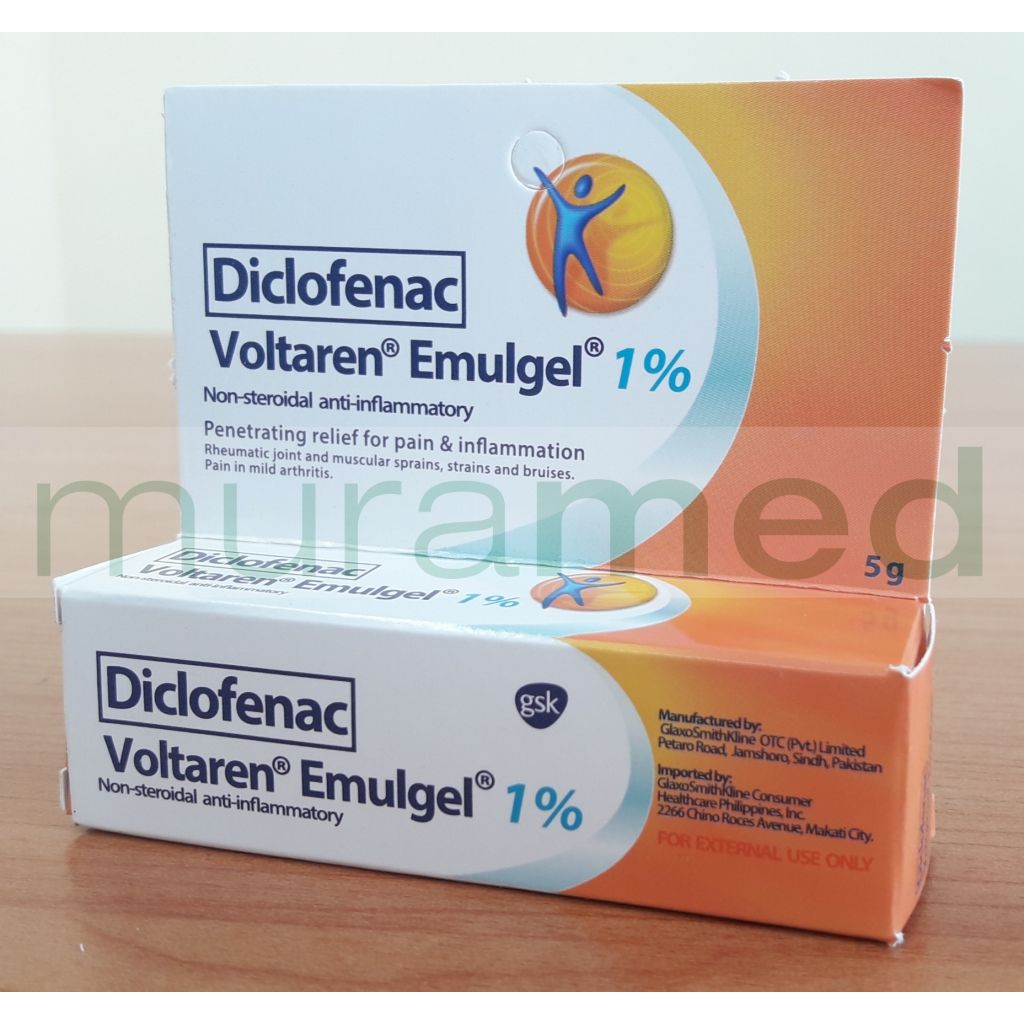 Diclofenac
Voltaren® Emulgel® 1%
Non-steroidal anti-inflammatory
Penetrating relief for pain & inflammation
Rheumatic joint and muscular sprains, strains and bruises.
Pain in mild arthritis.
muramed
5 g
Diclofenac
Voltaren® Emulgel® 1%
Non-steroidal anti-inflammatory
Diclofenac
Voltaren® Emulgel® 1%
Non-steroidal anti-inflammatory
gsk
Manufactured by:
GlaxoSmithKline OTC (Pvt.) Limited
Petaro Road, Jamshoro, Sindh, Pakistan
Imported by:
GlaxoSmithKline Consumer
Healthcare Philippines, Inc.
2266 Chino Roces Avenue, Makati City.
FOR EXTERNAL USE ONLY